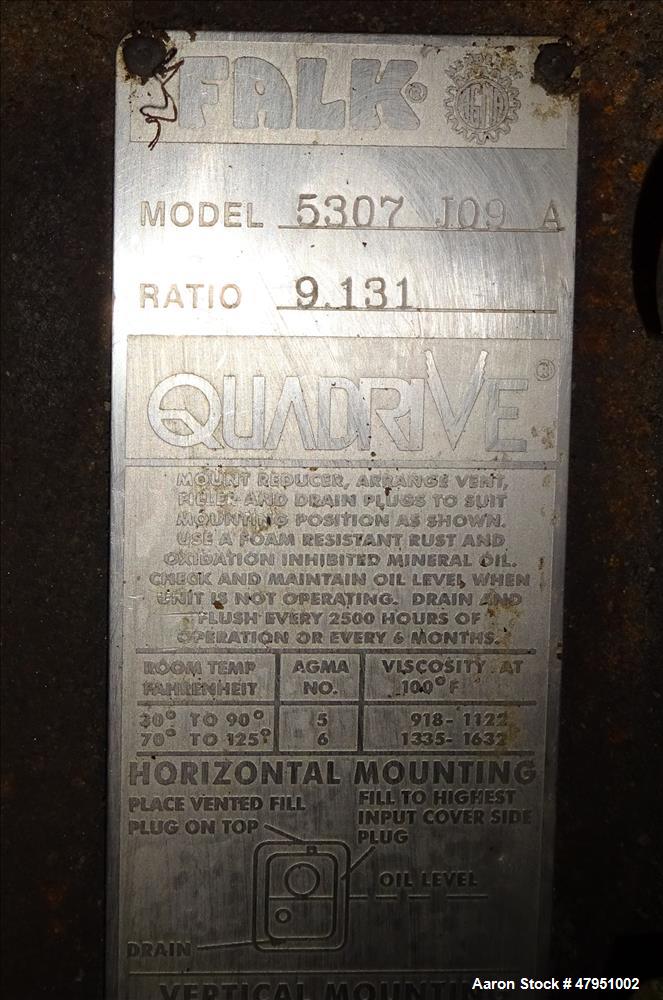 FALK® AGMA
MODEL 5307 J09 A
RATIO 9.131
QUADRIVE®
MOUNT REDUCER, ARRANGE VENT,
FILLER AND DRAIN PLUGS TO SUIT
MOUNTING POSITION AS SHOWN.
USE A FOAM RESISTANT RUST AND
OXIDATION INHIBITED MINERAL OIL.
CHECK AND MAINTAIN OIL LEVEL WHEN
UNIT IS NOT OPERATING. DRAIN AND
FLUSH EVERY 2500 HOURS OF
OPERATION OR EVERY 6 MONTHS.
ROOM TEMP AGMA VISCOSITY AT
FAHRENHEIT NO. 100° F
30° TO 90° 5 918-1122
70° TO 125° 6 1335-1632
HORIZONTAL MOUNTING
PLACE VENTED FILL
PLUG ON TOP
FILL TO HIGHEST
INPUT COVER SIDE
PLUG
OIL LEVEL
DRAIN
VERTICAL MOUNTING
Aaron Stock # 47951002